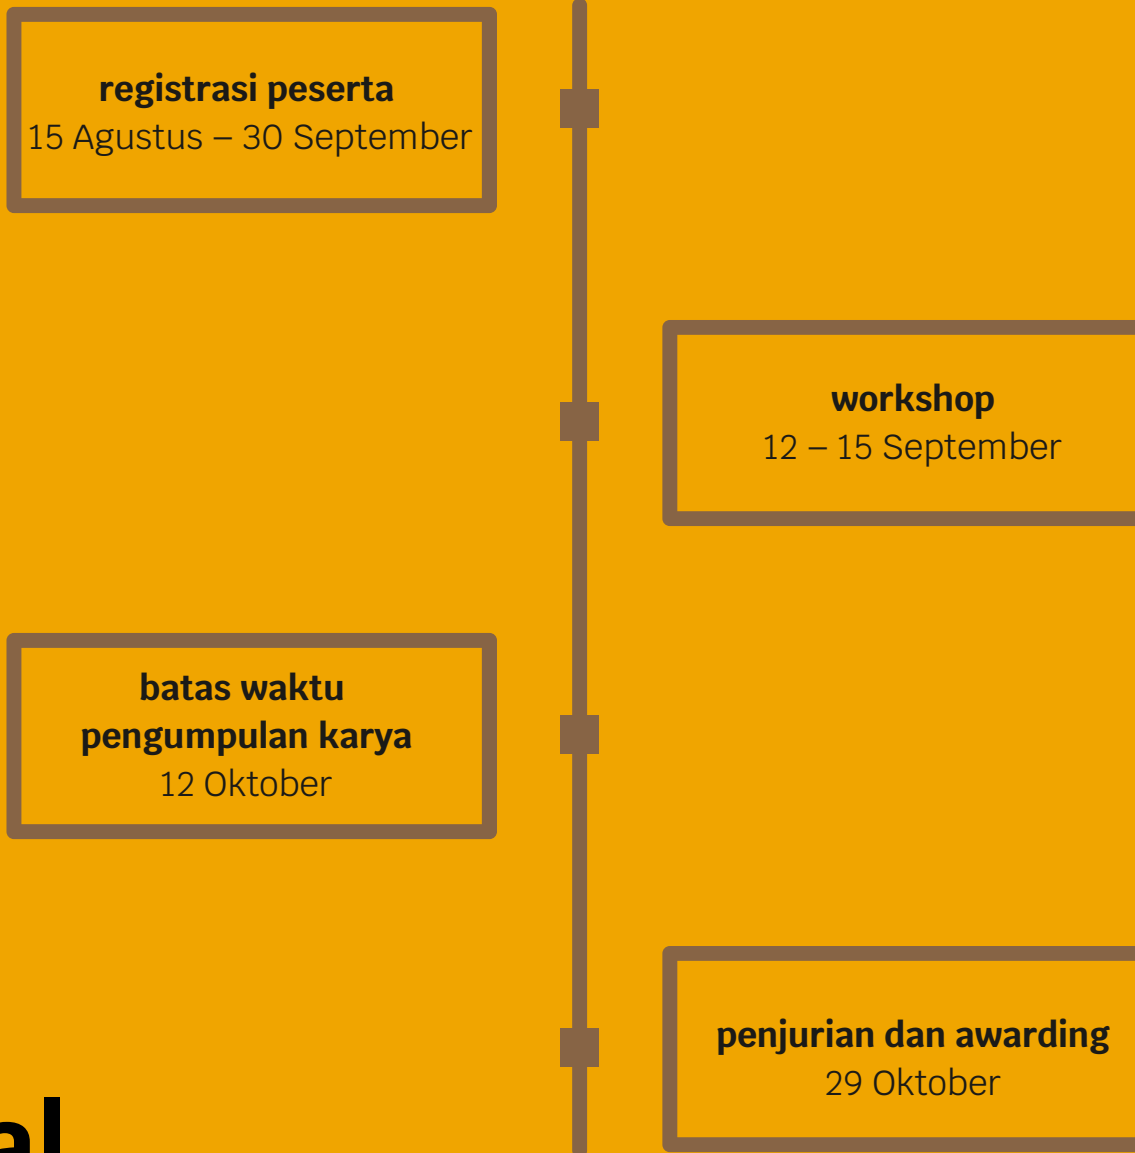 registrasi peserta
15 Agustus – 30 September
workshop
12 – 15 September
batas waktu
pengumpulan karya
12 Oktober
penjurian dan awarding
29 Oktober